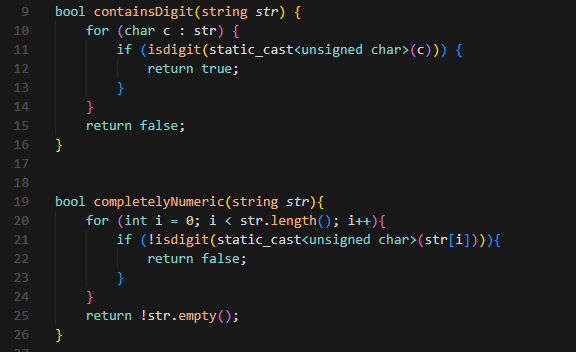 9 bool containsDigit(string str) {
10     for (char c : str) {
11         if (isdigit(static_cast<unsigned char>(c))) {
12             return true;
13         }
14     }
15     return false;
16 }
17
18
19 bool completelyNumeric(string str){
20     for (int i = 0; i < str.length(); i++){
21         if (!isdigit(static_cast<unsigned char>(str[i]))){
22             return false;
23         }
24     }
25     return !str.empty();
26 }